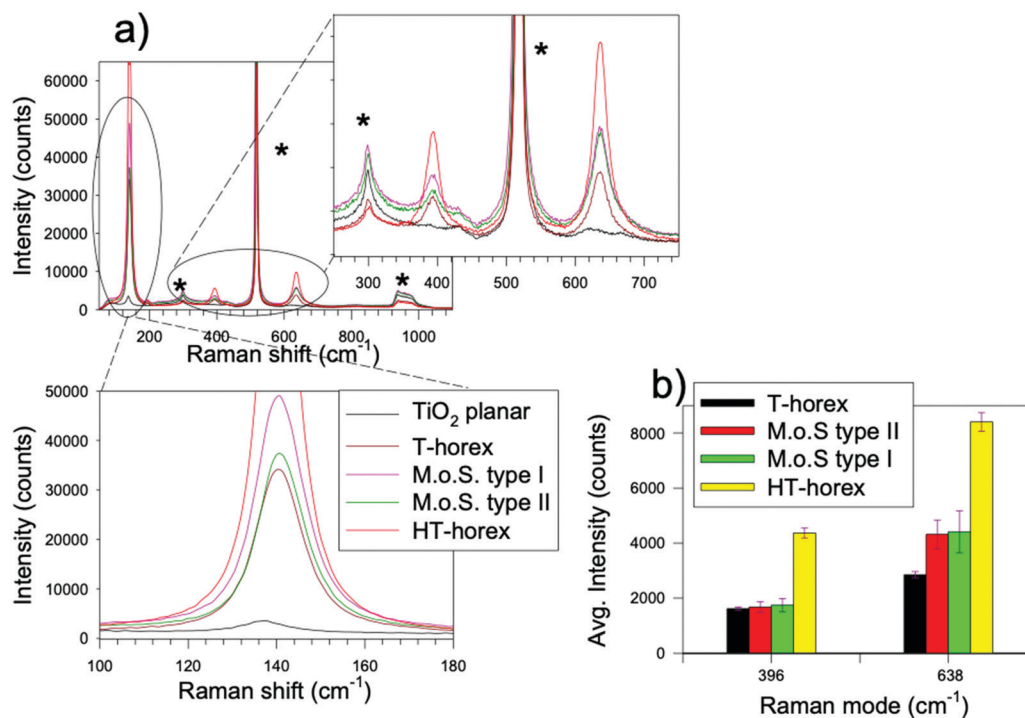 a)
*
*
*
*
*
Intensity (counts)
60000
50000
40000
30000
20000
10000
0
200
400
600
800
1000
Raman shift (cm⁻¹)
300
400
500
600
700
50000
40000
30000
20000
10000
0
Intensity (counts)
100
120
140
160
180
Raman shift (cm⁻¹)
TiO₂ planar
T-horex
M.o.S. type I
M.o.S. type II
HT-horex
b)
T-horex
M.o.S type II
M.o.S type I
HT-horex
Avg. Intensity (counts)
8000
6000
4000
2000
0
396
638
Raman mode (cm⁻¹)